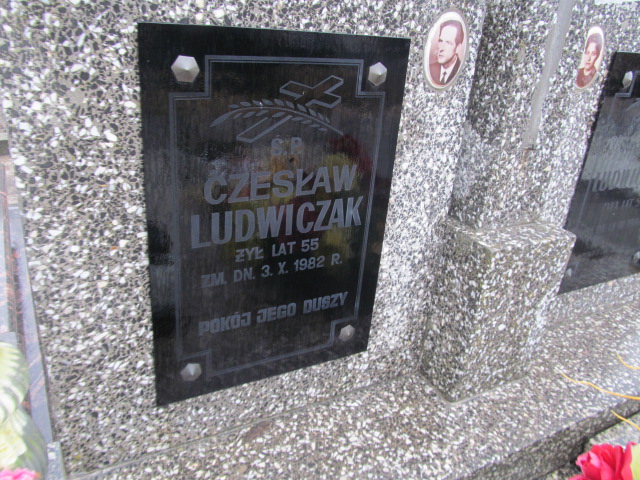 Ś.P.
CZESŁAW
LUDWICZAK
ŻYŁ LAT 55
ZM. DN. 3. X. 1982 R.
POKÓJ JEGO DUSZY